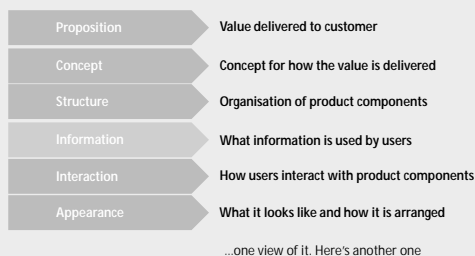 Proposition Value delivered to customer
Concept Concept for how the value is delivered
Structure Organisation of product components
Information What information is used by users
Interaction How users interact with product components
Appearance What it looks like and how it is arranged
...one view of it. Here's another one